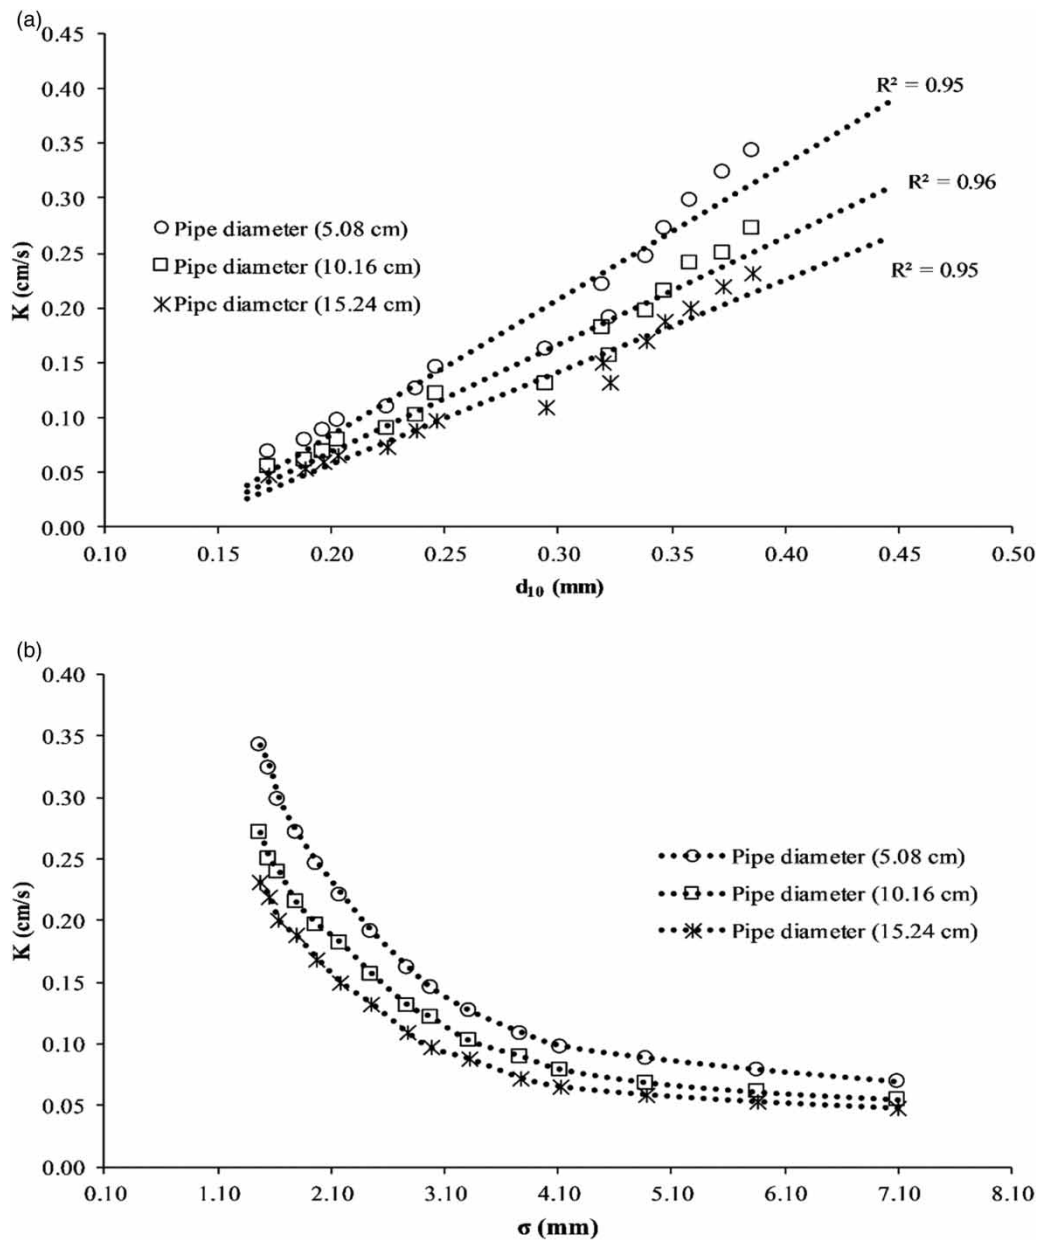 (a)
0.45
0.40
0.35
0.30
0.25
0.20
0.15
0.10
0.05
0.00
K (cm/s)
R² = 0.95
R² = 0.96
R² = 0.95
Pipe diameter (5.08 cm)
Pipe diameter (10.16 cm)
Pipe diameter (15.24 cm)
0.10 0.15 0.20 0.25 0.30 0.35 0.40 0.45 0.50
d₁₀ (mm)
(b)
0.40
0.35
0.30
0.25
0.20
0.15
0.10
0.05
0.00
K (cm/s)
Pipe diameter (5.08 cm)
Pipe diameter (10.16 cm)
Pipe diameter (15.24 cm)
0.10 1.10 2.10 3.10 4.10 5.10 6.10 7.10 8.10
σ (mm)